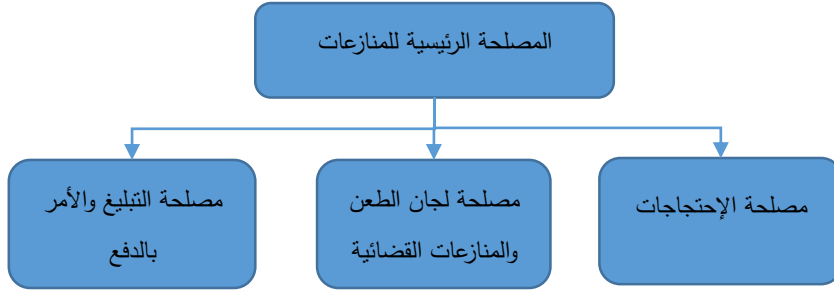 المصلحة الرئيسية للمنازعات
مصلحة الإحتجاجات
مصلحة لجان الطعن
والمنازعات القضائية
مصلحة التبليغ والأمر
بالدفع